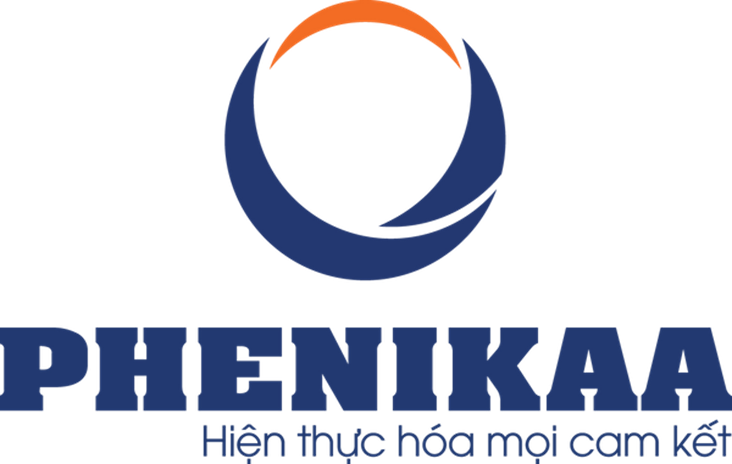 PHENIKAA
Hiện thực hóa mọi cam kết